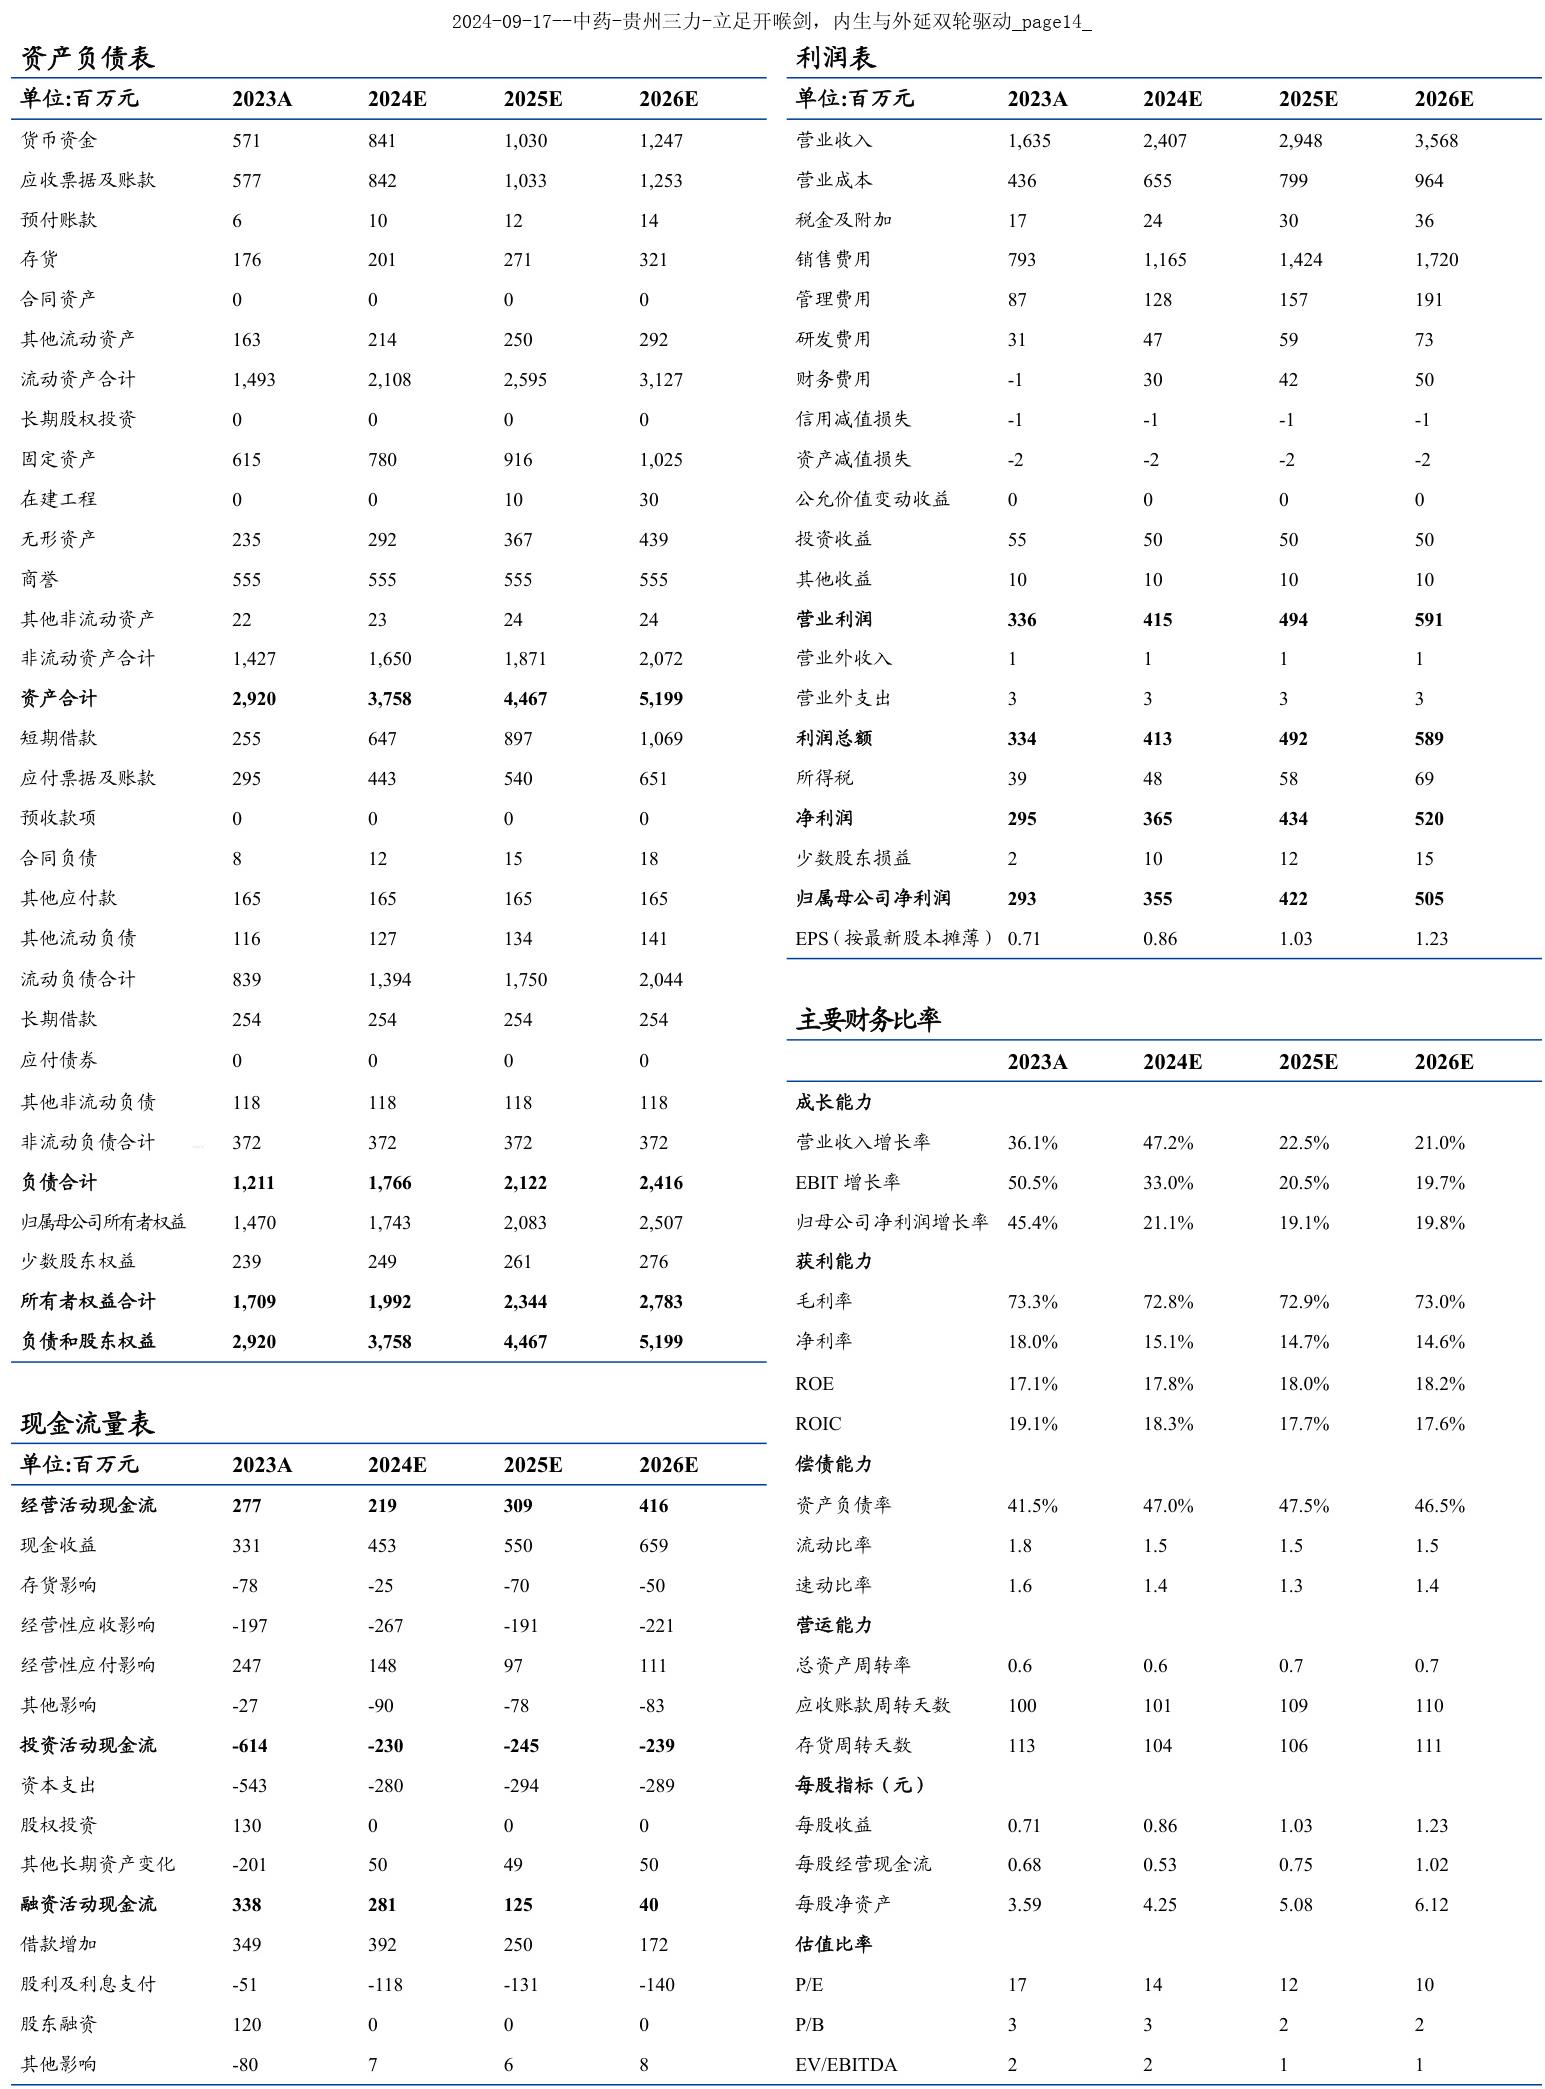 2024-09-17--中药-贵州三力-立足开喉剑，内生与外延双轮驱动_page14_
资产负债表
单位:百万元 2023A 2024E 2025E 2026E
货币资金 571 841 1,030 1,247
应收票据及账款 577 842 1,033 1,253
预付账款 6 10 12 14
存货 176 201 271 321
合同资产 0 0 0 0
其他流动资产 163 214 250 292
流动资产合计 1,493 2,108 2,595 3,127
长期股权投资 0 0 0 0
固定资产 615 780 916 1,025
在建工程 0 0 10 30
无形资产 235 292 367 439
商誉 555 555 555 555
其他非流动资产 22 23 24 24
非流动资产合计 1,427 1,650 1,871 2,072
资产合计 2,920 3,758 4,467 5,199
短期借款 255 647 897 1,069
应付票据及账款 295 443 540 651
预收款项 0 0 0 0
合同负债 8 12 15 18
其他应付款 165 165 165 165
其他流动负债 116 127 134 141
流动负债合计 839 1,394 1,750 2,044
长期借款 254 254 254 254
应付债券 0 0 0 0
其他非流动负债 118 118 118 118
非流动负债合计 372 372 372 372
负债合计 1,211 1,766 2,122 2,416
归属母公司所有者权益 1,470 1,743 2,083 2,507
少数股东权益 239 249 261 276
所有者权益合计 1,709 1,992 2,344 2,783
负债和股东权益 2,920 3,758 4,467 5,199
现金流量表
单位:百万元 2023A 2024E 2025E 2026E
经营活动现金流 277 219 309 416
现金收益 331 453 550 659
存货影响 -78 -25 -70 -50
经营性应收影响 -197 -267 -191 -221
经营性应付影响 247 148 97 111
其他影响 -27 -90 -78 -83
投资活动现金流 -614 -230 -245 -239
资本支出 -543 -280 -294 -289
股权投资 130 0 0 0
其他长期资产变化 -201 50 49 50
融资活动现金流 338 281 125 40
借款增加 349 392 250 172
股利及利息支付 -51 -118 -131 -140
股东融资 120 0 0 0
其他影响 -80 7 6 8
利润表
单位:百万元 2023A 2024E 2025E 2026E
营业收入 1,635 2,407 2,948 3,568
营业成本 436 655 799 964
税金及附加 17 24 30 36
销售费用 793 1,165 1,424 1,720
管理费用 87 128 157 191
研发费用 31 47 59 73
财务费用 -1 30 42 50
信用减值损失 -1 -1 -1 -1
资产减值损失 -2 -2 -2 -2
公允价值变动收益 0 0 0 0
投资收益 55 50 50 50
其他收益 10 10 10 10
营业利润 336 415 494 591
营业外收入 1 1 1 1
营业外支出 3 3 3 3
利润总额 334 413 492 589
所得税 39 48 58 69
净利润 295 365 434 520
少数股东损益 2 10 12 15
归属母公司净利润 293 355 422 505
EPS（按最新股本摊薄） 0.71 0.86 1.03 1.23
主要财务比率
2023A 2024E 2025E 2026E
成长能力
营业收入增长率 36.1% 47.2% 22.5% 21.0%
EBIT 增长率 50.5% 33.0% 20.5% 19.7%
归母公司净利润增长率 45.4% 21.1% 19.1% 19.8%
获利能力
毛利率 73.3% 72.8% 72.9% 73.0%
净利率 18.0% 15.1% 14.7% 14.6%
ROE 17.1% 17.8% 18.0% 18.2%
ROIC 19.1% 18.3% 17.7% 17.6%
偿债能力
资产负债率 41.5% 47.0% 47.5% 46.5%
流动比率 1.8 1.5 1.5 1.5
速动比率 1.6 1.4 1.3 1.4
营运能力
总资产周转率 0.6 0.6 0.7 0.7
应收账款周转天数 100 101 109 110
存货周转天数 113 104 106 111
每股指标（元）
每股收益 0.71 0.86 1.03 1.23
每股经营现金流 0.68 0.53 0.75 1.02
每股净资产 3.59 4.25 5.08 6.12
估值比率
P/E 17 14 12 10
P/B 3 3 2 2
EV/EBITDA 2 2 1 1